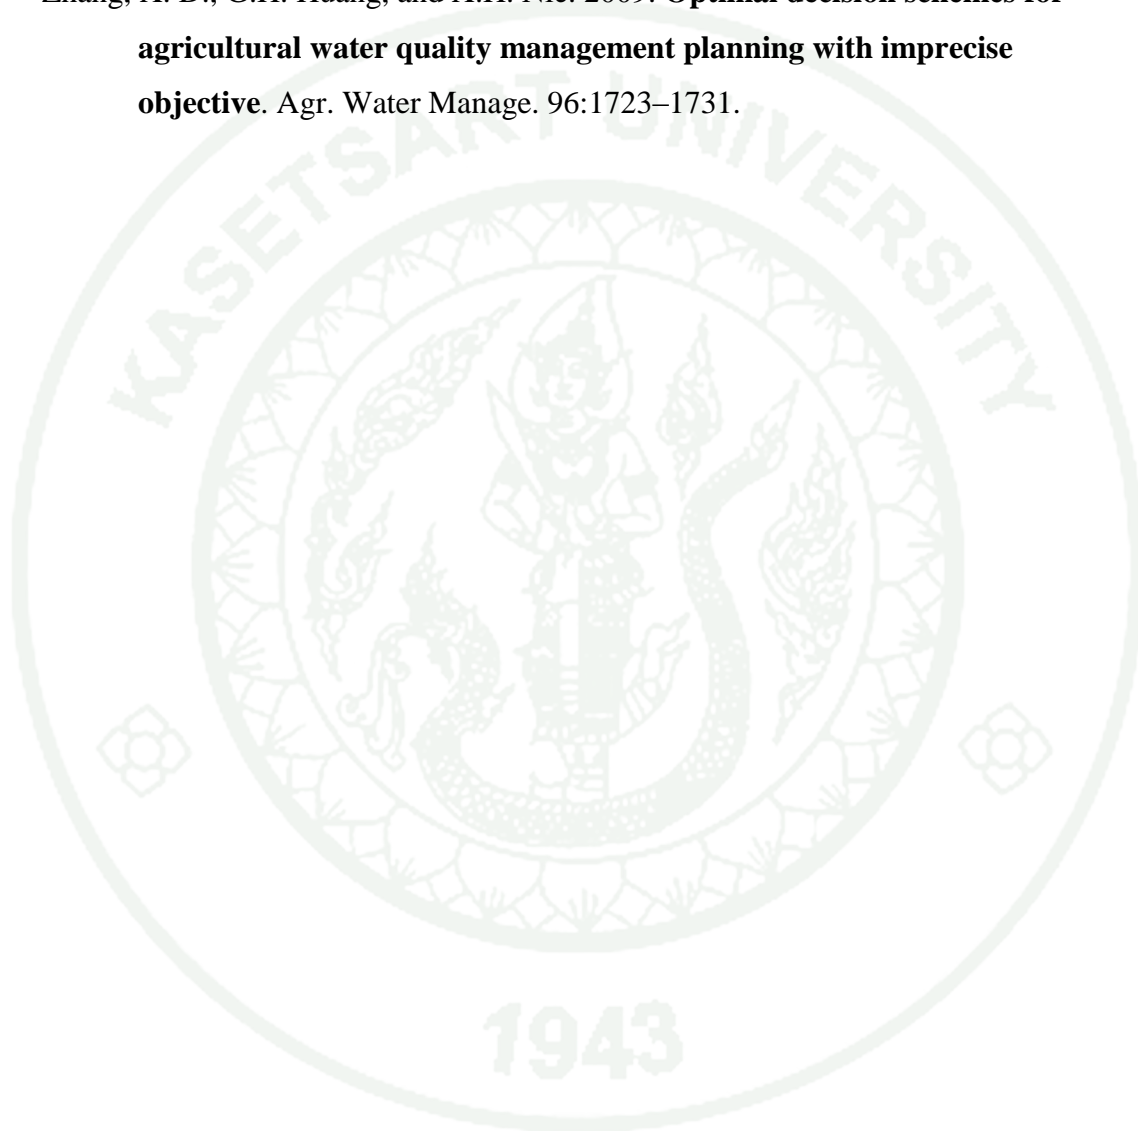 Zhang, X. D., G.H. Huang, and X.H. Nie. 2009. Optimal decision schemes for
agricultural water quality management planning with imprecise
objective. Agr. Water Manage. 96:1723–1731.
KASETSART UNIVERSITY
1943